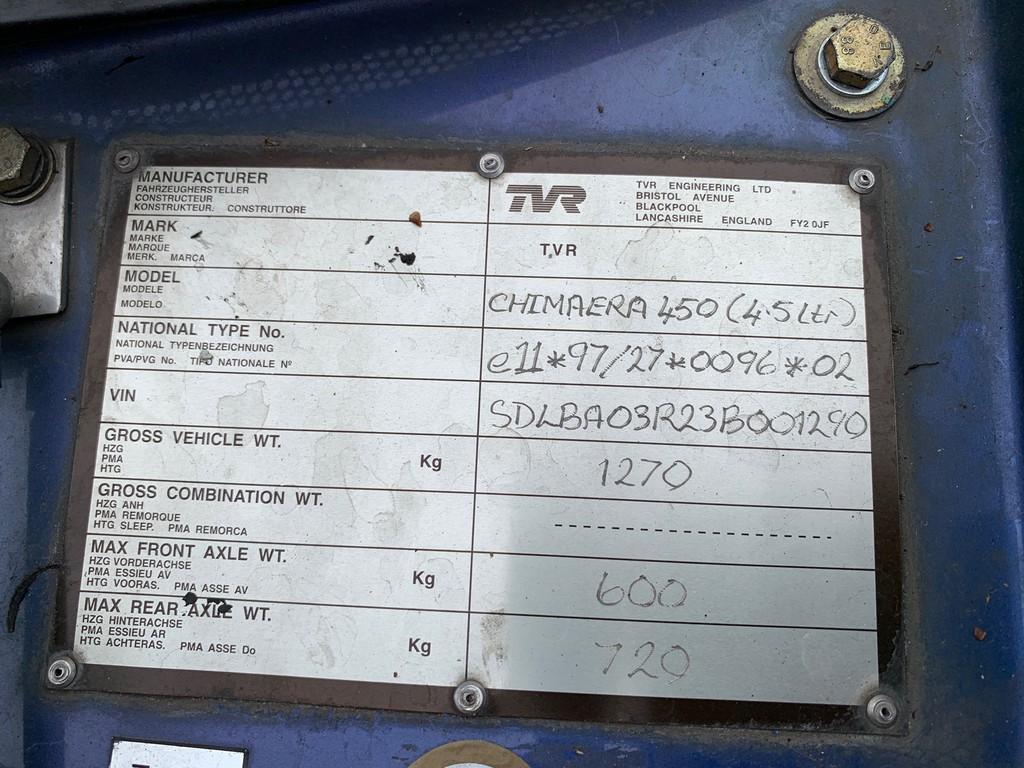 MANUFACTURER
FAHRZEUGHERSTELLER
CONSTRUCTEUR
KONSTRUKTEUR. CONSTRUTTORE
TVR
TVR ENGINEERING LTD
BRISTOL AVENUE
BLACKPOOL
LANCASHIRE ENGLAND FY2 0JF
MARK
MARKE
MARQUE
MERK. MARCA
TVR
MODEL
MODELE
MODELO
CHIMAERA 450 (4.5 Ltr)
NATIONAL TYPE No.
NATIONAL TYPENBEZEICHNUNG
PVA/PVG No. TIPO NATIONALE Nº
e11*97/27*0096*02
VIN
SDLBA03R23B001290
GROSS VEHICLE WT.
HZG
PMA
HTG
Kg
1270
GROSS COMBINATION WT.
HZG ANH
PMA REMORQUE
HTG SLEEP. PMA REMORCA
--------------------------
MAX FRONT AXLE WT.
HZG VORDERACHSE
PMA ESSIEU AV
HTG VOORAS. PMA ASSE AV
Kg
600
MAX REAR AXLE WT.
HZG HINTERACHSE
PMA ESSIEU AR
HTG ACHTERAS. PMA ASSE Do
Kg
720